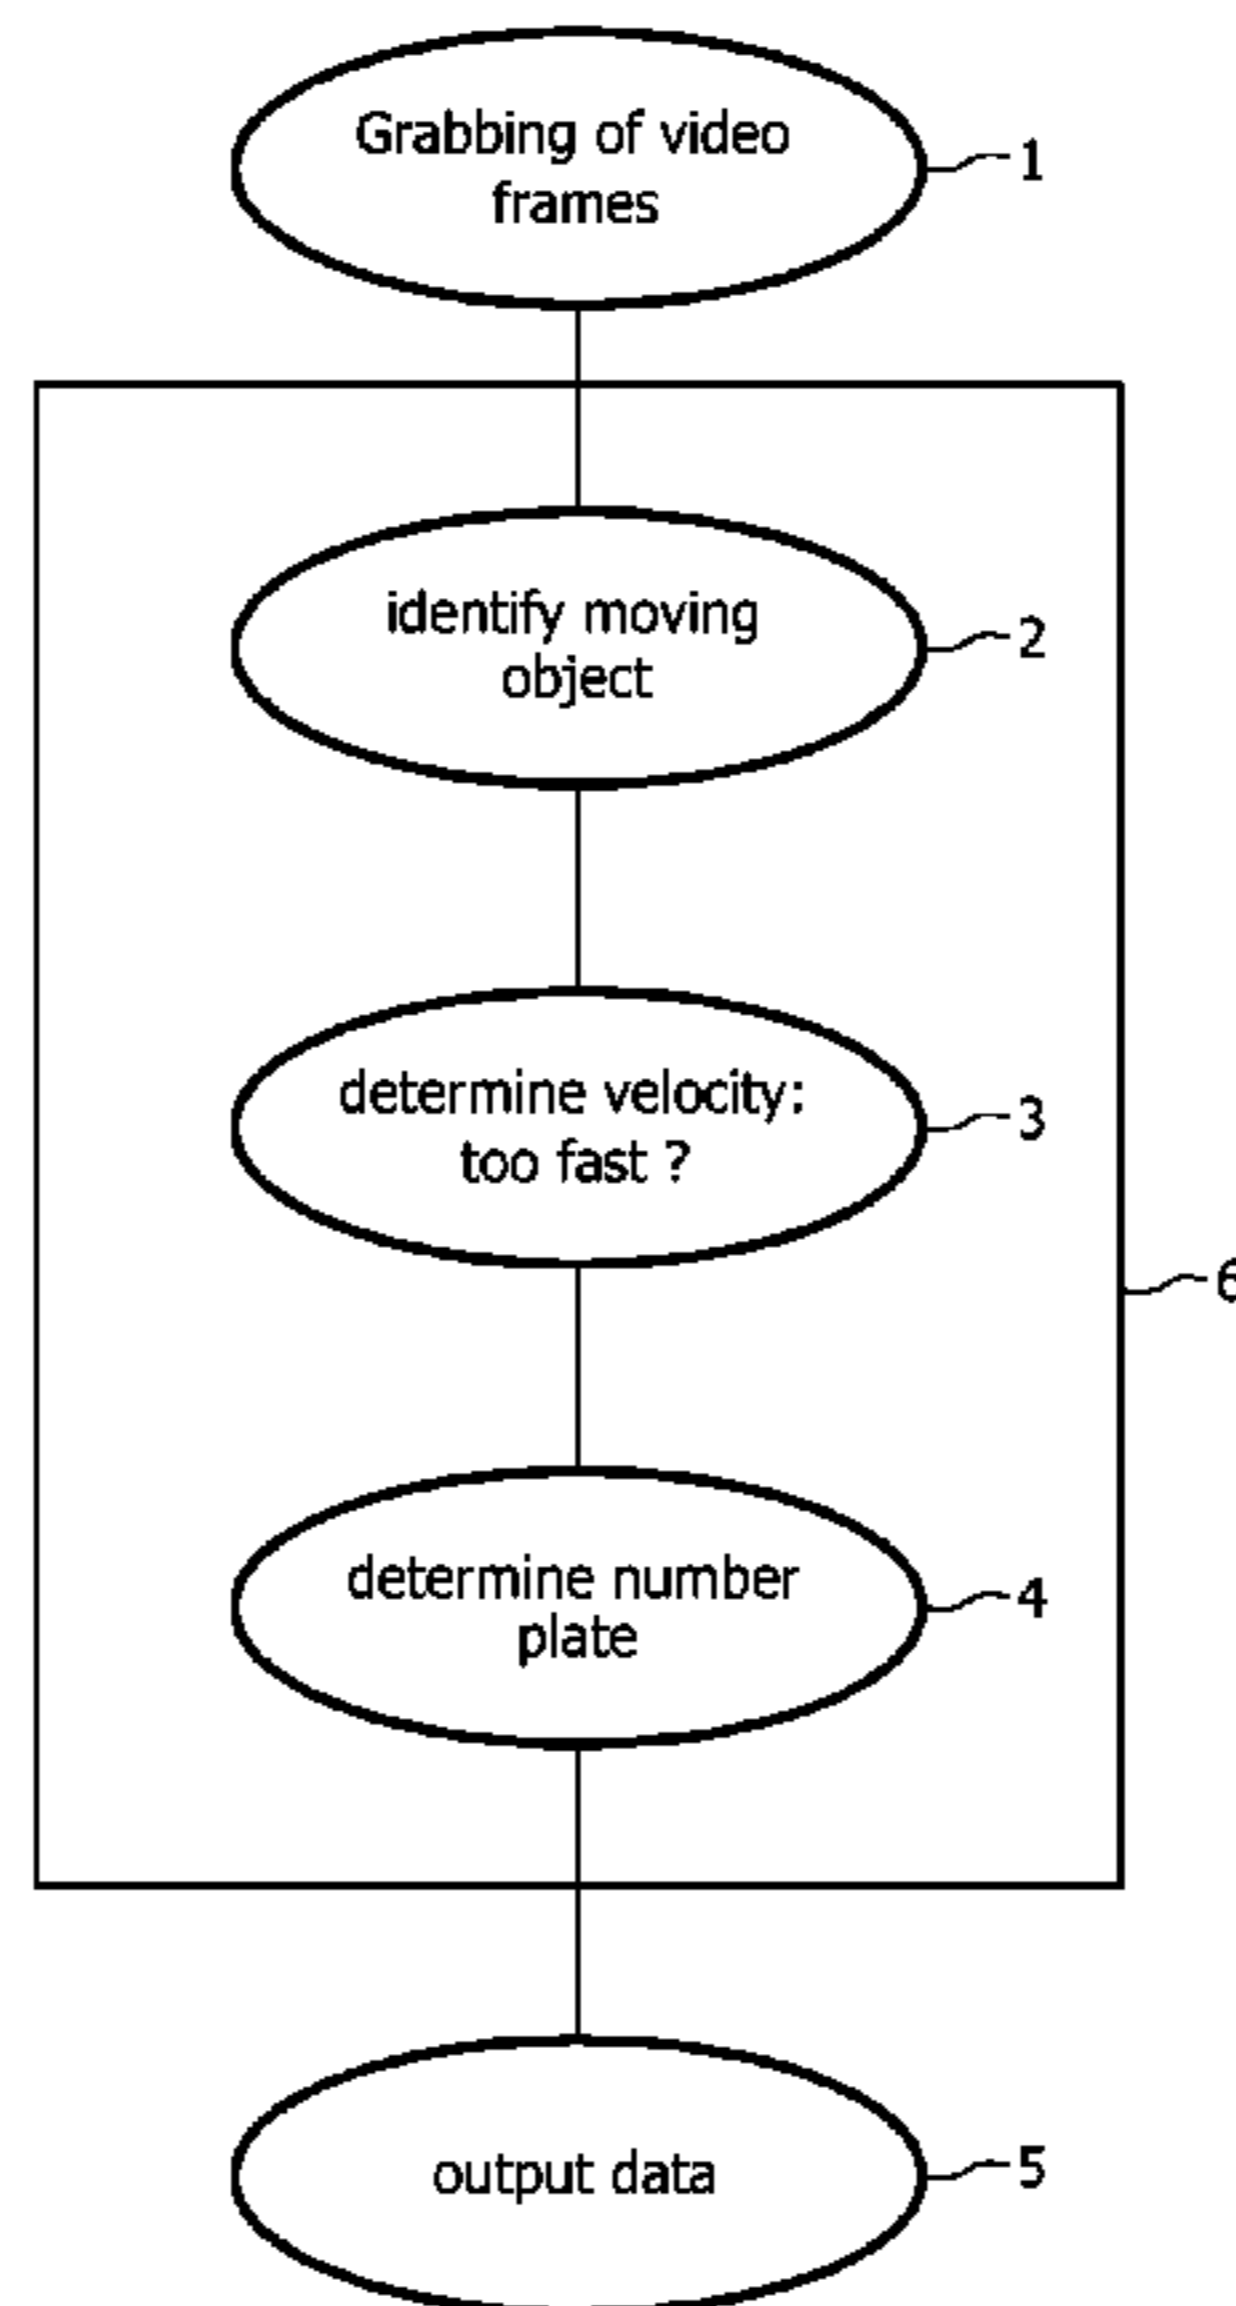 Grabbing of video
frames
1
identify moving
object
2
determine velocity:
too fast ?
3
6
determine number
plate
4
output data
5